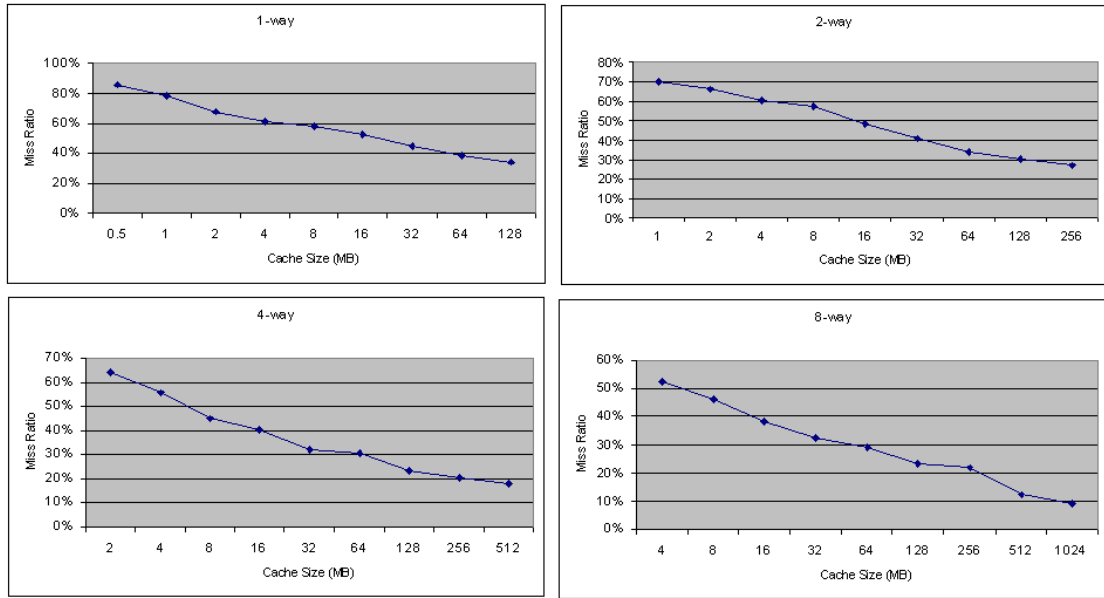 1-way
100%
80%
60%
40%
20%
0%
Miss Ratio
0.5 1 2 4 8 16 32 64 128
Cache Size (MB)
2-way
80%
70%
60%
50%
40%
30%
20%
10%
0%
Miss Ratio
1 2 4 8 16 32 64 128 256
Cache Size (MB)
4-way
70%
60%
50%
40%
30%
20%
10%
0%
Miss Ratio
2 4 8 16 32 64 128 256 512
Cache Size (MB)
8-way
60%
50%
40%
30%
20%
10%
0%
Miss Ratio
4 8 16 32 64 128 256 512 1024
Cache Size (MB)